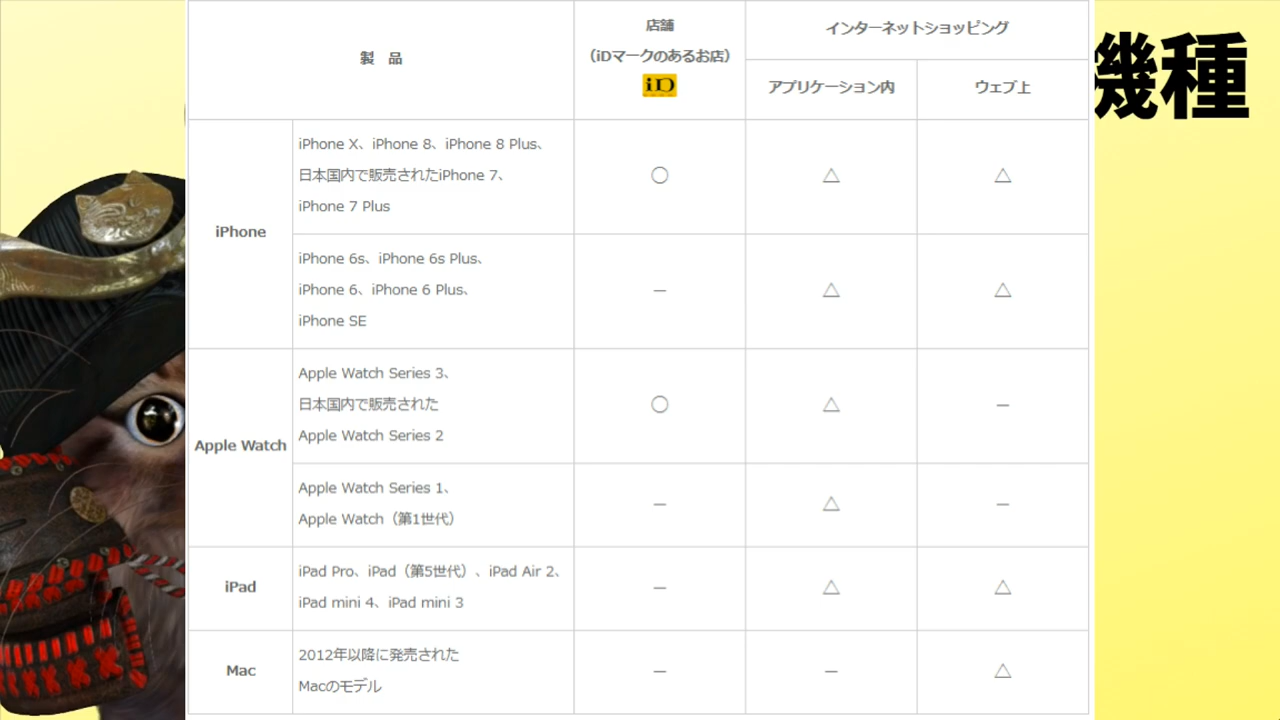 機種
製 品
店舗
(iDマークのあるお店)
iD
インターネットショッピング
アプリケーション内
ウェブ上
iPhone
iPhone X、iPhone 8、iPhone 8 Plus、
日本国内で販売されたiPhone 7、
iPhone 7 Plus
○
△
△
iPhone 6s、iPhone 6s Plus、
iPhone 6、iPhone 6 Plus、
iPhone SE
－
△
△
Apple Watch
Apple Watch Series 3、
日本国内で販売された
Apple Watch Series 2
○
△
－
Apple Watch Series 1、
Apple Watch（第1世代）
－
△
－
iPad
iPad Pro、iPad（第5世代）、iPad Air 2、
iPad mini 4、iPad mini 3
－
△
△
Mac
2012年以降に発売された
Macのモデル
－
－
△